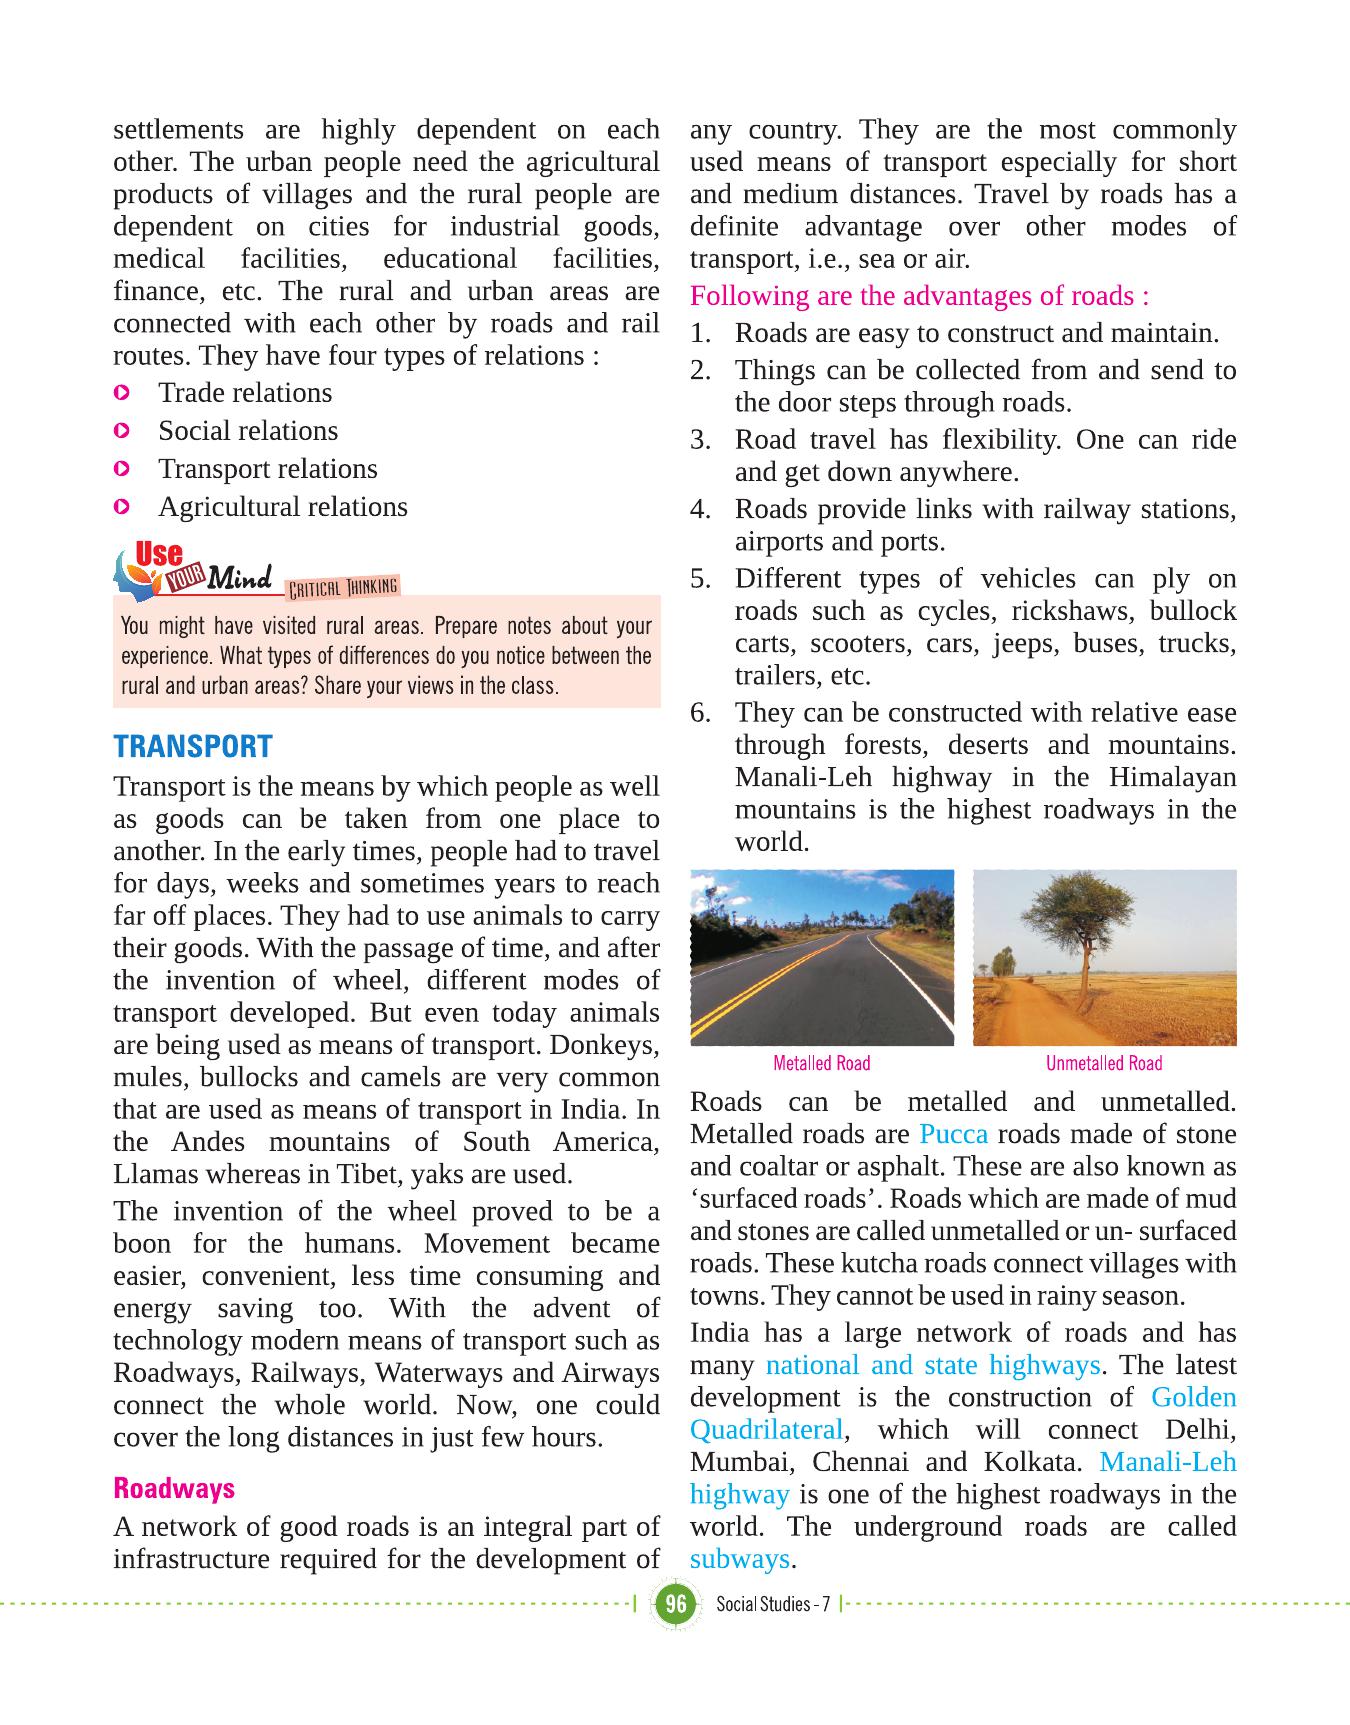 settlements are highly dependent on each
other. The urban people need the agricultural
products of villages and the rural people are
dependent on cities for industrial goods,
medical facilities, educational facilities,
finance, etc. The rural and urban areas are
connected with each other by roads and rail
routes. They have four types of relations :
Trade relations
Social relations
Transport relations
Agricultural relations
Use
YOUR Mind CRITICAL THINKING
You might have visited rural areas. Prepare notes about your
experience. What types of differences do you notice between the
rural and urban areas? Share your views in the class.
TRANSPORT
Transport is the means by which people as well
as goods can be taken from one place to
another. In the early times, people had to travel
for days, weeks and sometimes years to reach
far off places. They had to use animals to carry
their goods. With the passage of time, and after
the invention of wheel, different modes of
transport developed. But even today animals
are being used as means of transport. Donkeys,
mules, bullocks and camels are very common
that are used as means of transport in India. In
the Andes mountains of South America,
Llamas whereas in Tibet, yaks are used.
The invention of the wheel proved to be a
boon for the humans. Movement became
easier, convenient, less time consuming and
energy saving too. With the advent of
technology modern means of transport such as
Roadways, Railways, Waterways and Airways
connect the whole world. Now, one could
cover the long distances in just few hours.
Roadways
A network of good roads is an integral part of
infrastructure required for the development of
any country. They are the most commonly
used means of transport especially for short
and medium distances. Travel by roads has a
definite advantage over other modes of
transport, i.e., sea or air.
Following are the advantages of roads :
1. Roads are easy to construct and maintain.
2. Things can be collected from and send to
the door steps through roads.
3. Road travel has flexibility. One can ride
and get down anywhere.
4. Roads provide links with railway stations,
airports and ports.
5. Different types of vehicles can ply on
roads such as cycles, rickshaws, bullock
carts, scooters, cars, jeeps, buses, trucks,
trailers, etc.
6. They can be constructed with relative ease
through forests, deserts and mountains.
Manali-Leh highway in the Himalayan
mountains is the highest roadways in the
world.
Metalled Road
Unmetalled Road
Roads can be metalled and unmetalled.
Metalled roads are Pucca roads made of stone
and coaltar or asphalt. These are also known as
‘surfaced roads’. Roads which are made of mud
and stones are called unmetalled or un- surfaced
roads. These kutcha roads connect villages with
towns. They cannot be used in rainy season.
India has a large network of roads and has
many national and state highways. The latest
development is the construction of Golden
Quadrilateral, which will connect Delhi,
Mumbai, Chennai and Kolkata. Manali-Leh
highway is one of the highest roadways in the
world. The underground roads are called
subways.
96 Social Studies - 7